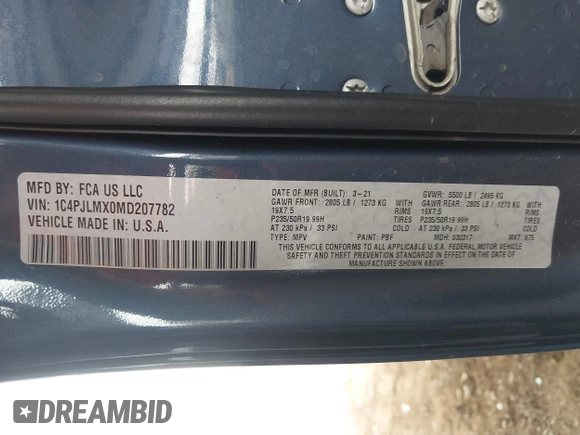 MFD BY: FCA US LLC
VIN: 1C4PJLMX0MD207782
VEHICLE MADE IN: U.S.A.
DATE OF MFR (BUILT): 3-21 GVWR: 5500 LB / 2495 KG
GAWR FRONT: 2805 LB / 1273 KG WITH GAWR REAR: 2805 LB / 1273 KG WITH
19X7.5 TIRES 19X7.5 TIRES
P235/50R19 99H P235/50R19 99H
AT 230 kPa / 33 PSI COLD AT 230 kPa / 33 PSI COLD
TYPE: MPV PAINT: PBF MDH: 030317 MKT: 875
THIS VEHICLE CONFORMS TO ALL APPLICABLE U.S.A. FEDERAL MOTOR VEHICLE
SAFETY AND THEFT PREVENTION STANDARDS IN EFFECT ON THE DATE OF
MANUFACTURE SHOWN ABOVE.
DREAMBID